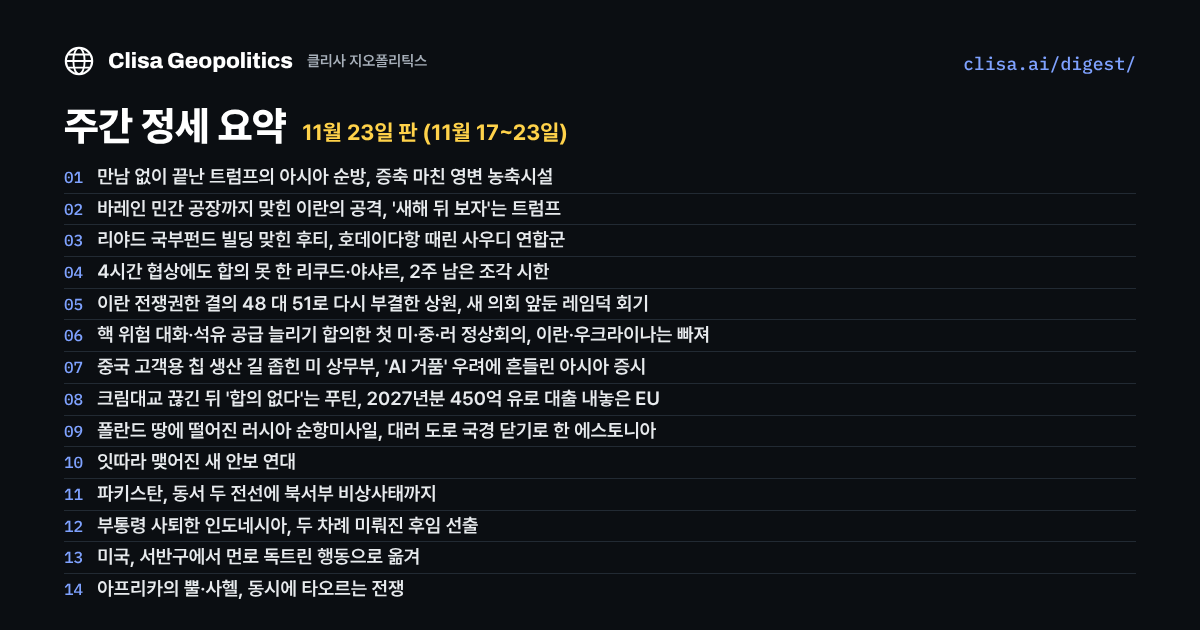 Clisa Geopolitics 클리사 지오폴리틱스
clisa.ai/digest/
주간 정세 요약 11월 23일 판 (11월 17~23일)
01 만남 없이 끝난 트럼프의 아시아 순방, 증축 마친 영변 농축시설
02 바레인 민간 공장까지 맞힌 이란의 공격, '새해 뒤 보자'는 트럼프
03 리야드 국부펀드 빌딩 맞힌 후티, 호데이다항 때린 사우디 연합군
04 4시간 협상에도 합의 못 한 리쿠드·야샤르, 2주 남은 조각 시한
05 이란 전쟁권한 결의 48 대 51로 다시 부결한 상원, 새 의회 앞둔 레임덕 회기
06 핵 위험 대화·석유 공급 늘리기 합의한 첫 미·중·러 정상회의, 이란·우크라이나는 빠져
07 중국 고객용 칩 생산 길 좁힌 미 상무부, 'AI 거품' 우려에 흔들린 아시아 증시
08 크림대교 끊긴 뒤 '합의 없다'는 푸틴, 2027년분 450억 유로 대출 내놓은 EU
09 폴란드 땅에 떨어진 러시아 순항미사일, 대러 도로 국경 닫기로 한 에스토니아
10 잇따라 맺어진 새 안보 연대
11 파키스탄, 동서 두 전선에 북서부 비상사태까지
12 부통령 사퇴한 인도네시아, 두 차례 미뤄진 후임 선출
13 미국, 서반구에서 먼로 독트린 행동으로 옮겨
14 아프리카의 뿔·사헬, 동시에 타오르는 전쟁